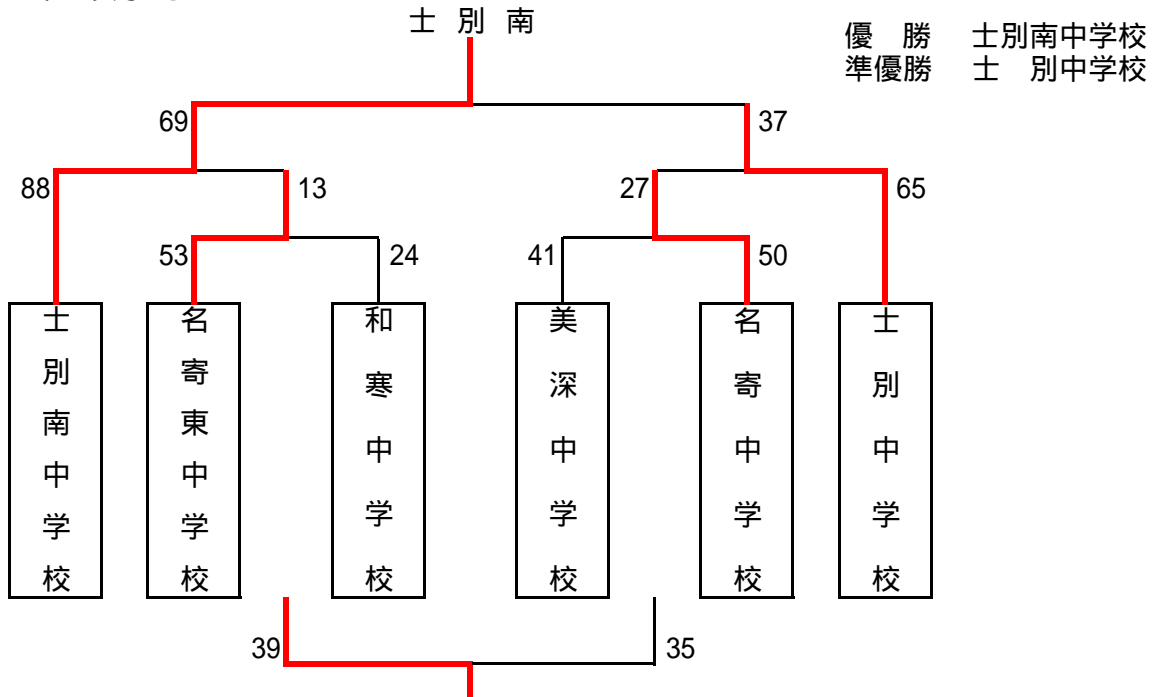 士別南
優　勝　士別南中学校
準優勝　士　別中学校
69
37
88
13
27
65
53
24
41
50
士別南中学校
名寄東中学校
和寒中学校
美深中学校
名寄中学校
士別中学校
39
35